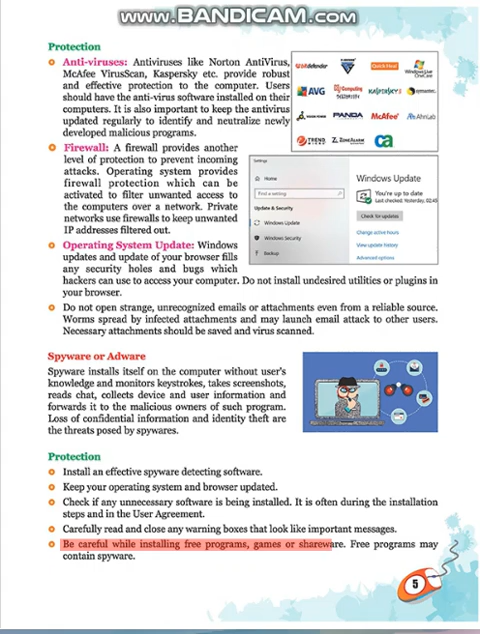 www.BANDICAM.com
Protection
Anti-viruses: Antiviruses like Norton AntiVirus,
McAfee VirusScan, Kaspersky etc. provide robust
and effective protection to the computer. Users
should have the anti-virus software installed on their
computers. It is also important to keep the antivirus
updated regularly to identify and neutralize newly
developed malicious programs.
bitdefender
Quick Heal
Windows Live
OneCare
AVG
KASPERSKY
symantec.
PANDA
McAfee
AhnLab
TREND
MICRO
ZONEALARM
ca
Firewall: A firewall provides another
level of protection to prevent incoming
attacks. Operating system provides
firewall protection which can be
activated to filter unwanted access to
the computers over a network. Private
networks use firewalls to keep unwanted
IP addresses filtered out.
Settings
Home
Find a setting
Update & Security
Windows Update
Windows Security
Backup
Windows Update
You're up to date
Last checked: Yesterday, 02:45
Check for updates
Change active hours
View update history
Advanced options
Operating System Update: Windows
updates and update of your browser fills
any security holes and bugs which
hackers can use to access your computer. Do not install undesired utilities or plugins in
your browser.
Do not open strange, unrecognized emails or attachments even from a reliable source.
Worms spread by infected attachments and may launch email attack to other users.
Necessary attachments should be saved and virus scanned.
Spyware or Adware
Spyware installs itself on the computer without user's
knowledge and monitors keystrokes, takes screenshots,
reads chat, collects device and user information and
forwards it to the malicious owners of such program.
Loss of confidential information and identity theft are
the threats posed by spywares.
Protection
Install an effective spyware detecting software.
Keep your operating system and browser updated.
Check if any unnecessary software is being installed. It is often during the installation
steps and in the User Agreement.
Carefully read and close any warning boxes that look like important messages.
Be careful while installing free programs, games or shareware. Free programs may
contain spyware.
5